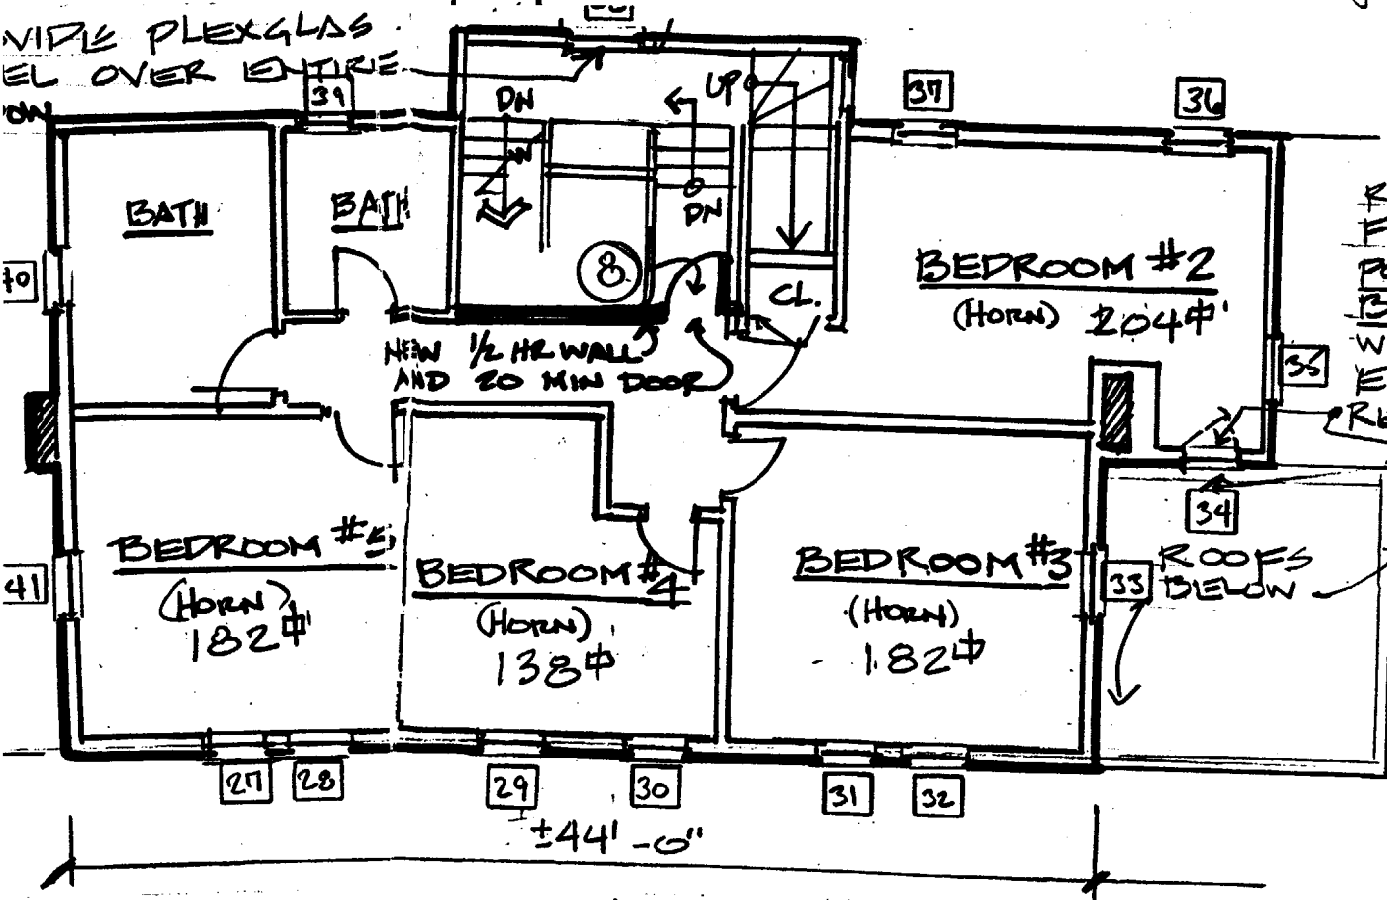 PLEXGLAS
EL OVER ENTIRE
39
DN
UP
37
36
BATH
BATH
DN
8
CL.
BEDROOM #2
(HORN) 204
40
NEW 1/2 HR WALL
AND 20 MIN DOOR
35
34
BEDROOM #5
(HORN)
182
BEDROOM #4
(HORN)
138
BEDROOM #3
(HORN)
182
ROOFS
BELOW
33
41
27
28
29
30
31
32
±44'-0"